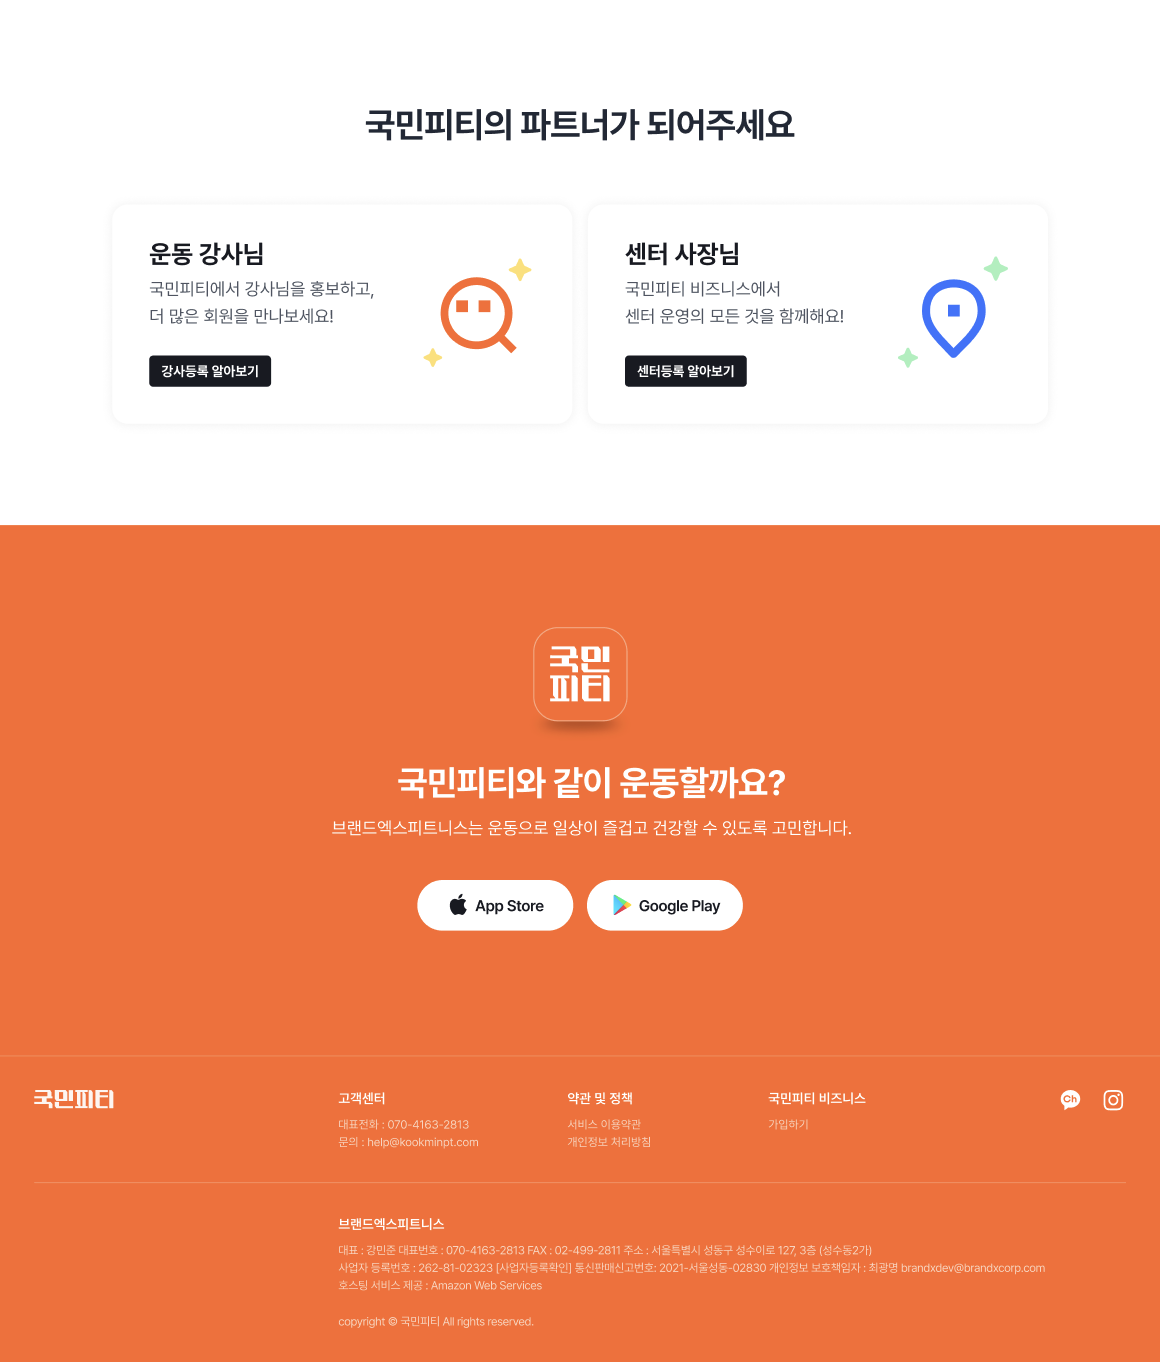 국민피티의 파트너가 되어주세요
운동 강사님
국민피티에서 강사님을 홍보하고,
더 많은 회원을 만나보세요!
강사등록 알아보기
센터 사장님
국민피티 비즈니스에서
센터 운영의 모든 것을 함께해요!
센터등록 알아보기
국민
피티
국민피티와 같이 운동할까요?
브랜드엑스피트니스는 운동으로 일상이 즐겁고 건강할 수 있도록 고민합니다.
App Store
Google Play
국민피티
고객센터
대표전화 : 070-4163-2813
문의 : help@kookminpt.com
약관 및 정책
서비스 이용약관
개인정보 처리방침
국민피티 비즈니스
가입하기
Ch
브랜드엑스피트니스
대표 : 강민준 대표번호 : 070-4163-2813 FAX : 02-499-2811 주소 : 서울특별시 성동구 성수이로 127, 3층 (성수동2가)
사업자 등록번호 : 262-81-02323 [사업자등록확인] 통신판매신고번호: 2021-서울성동-02830 개인정보 보호책임자 : 최광명 brandxdev@brandxcorp.com
호스팅 서비스 제공 : Amazon Web Services
copyright © 국민피티 All rights reserved.